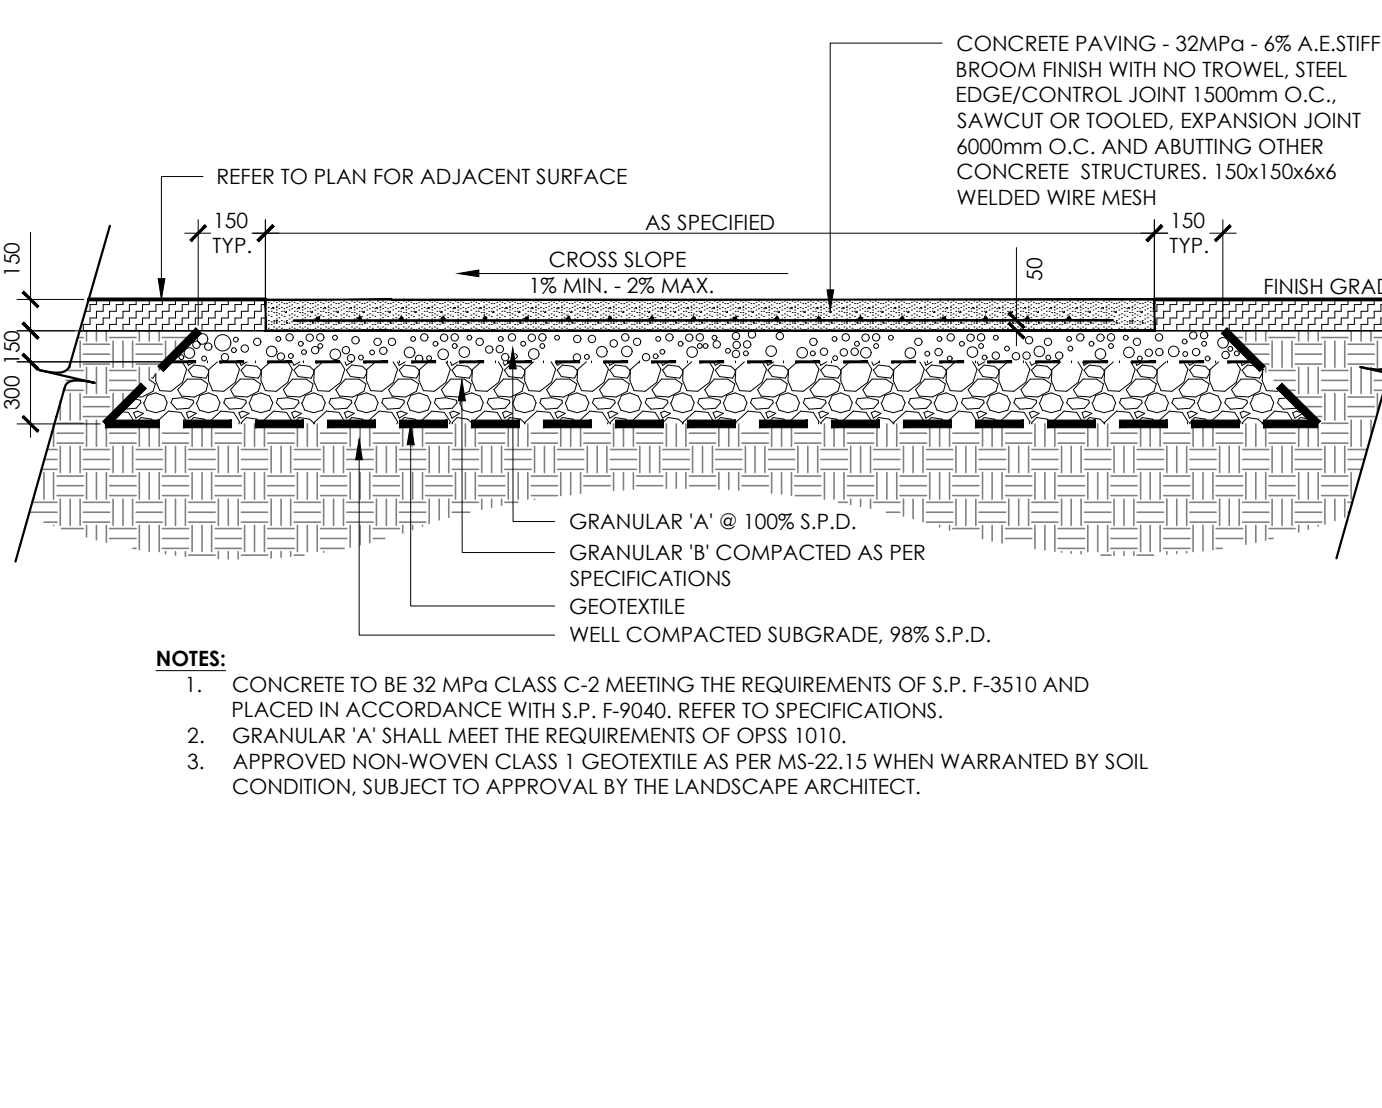 CONCRETE PAVING - 32MPa - 6% A.E.STIFF
BROOM FINISH WITH NO TROWEL, STEEL
EDGE/CONTROL JOINT 1500mm O.C.,
SAWCUT OR TOOLED, EXPANSION JOINT
6000mm O.C. AND ABUTTING OTHER
CONCRETE STRUCTURES. 150x150x6x6
WELDED WIRE MESH
REFER TO PLAN FOR ADJACENT SURFACE
150
TYP.
AS SPECIFIED
150
TYP.
150
CROSS SLOPE
1% MIN. - 2% MAX.
50
FINISH GRAD
150
300
GRANULAR 'A' @ 100% S.P.D.
GRANULAR 'B' COMPACTED AS PER
SPECIFICATIONS
GEOTEXTILE
WELL COMPACTED SUBGRADE, 98% S.P.D.
NOTES:
1. CONCRETE TO BE 32 MPa CLASS C-2 MEETING THE REQUIREMENTS OF S.P. F-3510 AND
PLACED IN ACCORDANCE WITH S.P. F-9040. REFER TO SPECIFICATIONS.
2. GRANULAR 'A' SHALL MEET THE REQUIREMENTS OF OPSS 1010.
3. APPROVED NON-WOVEN CLASS 1 GEOTEXTILE AS PER MS-22.15 WHEN WARRANTED BY SOIL
CONDITION, SUBJECT TO APPROVAL BY THE LANDSCAPE ARCHITECT.